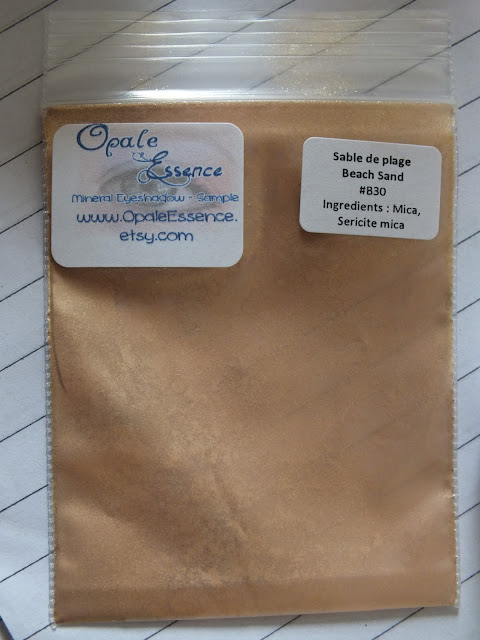 Opale
Essence
Mineral Eyeshadow - Sample
www.OpaleEssence.
etsy.com
Sable de plage
Beach Sand
#B30
Ingredients : Mica,
Sericite mica